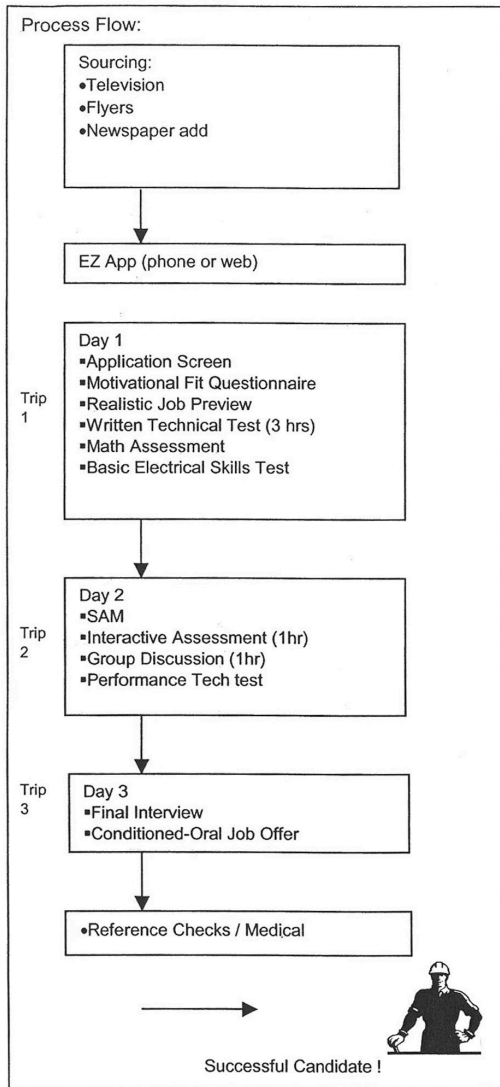 Process Flow:
Sourcing:
•Television
•Flyers
•Newspaper add
EZ App (phone or web)
Trip
1
Day 1
▪Application Screen
▪Motivational Fit Questionnaire
▪Realistic Job Preview
▪Written Technical Test (3 hrs)
▪Math Assessment
▪Basic Electrical Skills Test
Trip
2
Day 2
▪SAM
▪Interactive Assessment (1hr)
▪Group Discussion (1hr)
▪Performance Tech test
Trip
3
Day 3
▪Final Interview
▪Conditioned-Oral Job Offer
•Reference Checks / Medical
Successful Candidate !